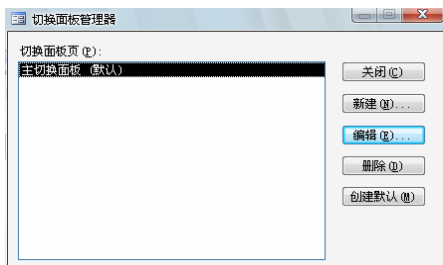 切换面板管理器
切换面板页(P):
主切换面板 (默认)
关闭(C)
新建(N)...
编辑(E)...
删除(D)
创建默认(M)